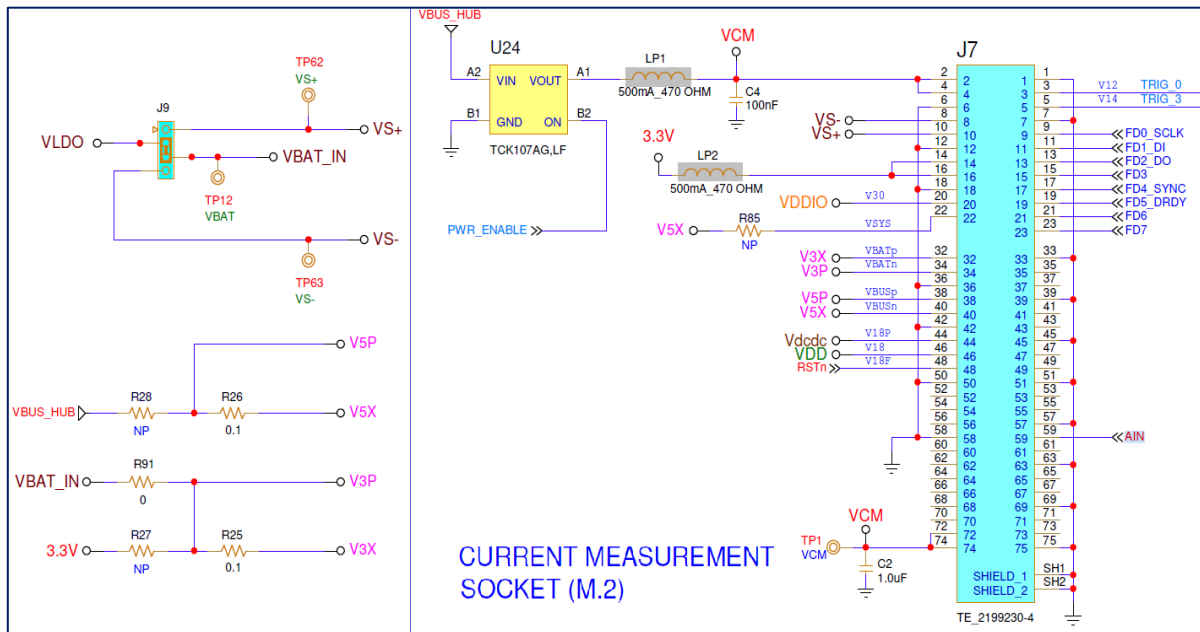 TP62
VS+
J9
VLDO
VS+
VBAT_IN
TP12
VBAT
VS-
TP63
VS-
V5P
VBUS_HUB
R28
NP
R26
0.1
V5X
VBAT_IN
R91
0
V3P
3.3V
R27
NP
R25
0.1
V3X
VBUS_HUB
U24
A2
VIN
VOUT
A1
B1
GND
ON
B2
TCK107AG,LF
PWR_ENABLE
LP1
500mA_470 OHM
VCM
C4
100nF
VS-
VS+
3.3V
LP2
500mA_470 OHM
VDDIO
V30
V5X
R85
NP
VSYS
V3X
VBATp
V3P
VBATn
V5P
VBUSp
V5X
VBUSn
Vdcdc
V18P
VDD
V18
RSTn
V18F
J7
2 2 1 1
4 4 3 3 V12 TRIG_0
6 6 5 5 V14 TRIG_3
8 8 7 7
10 10 9 9 FD0_SCLK
12 12 11 11 FD1_DI
14 14 13 13 FD2_DO
16 16 15 15 FD3
18 18 17 17 FD4_SYNC
20 20 19 19 FD5_DRDY
22 22 21 21 FD6
23 23 FD7
32 32 33 33
34 34 35 35
36 36 37 37
38 38 39 39
40 40 41 41
42 42 43 43
44 44 45 45
46 46 47 47
48 48 49 49
50 50 51 51
52 52 53 53
54 54 55 55
56 56 57 57
58 58 59 59 AIN
60 60 61 61
62 62 63 63
64 64 65 65
66 66 67 67
68 68 69 69
70 70 71 71
72 72 73 73
74 74 75 75
SHIELD_1 SH1
SHIELD_2 SH2
TE_2199230-4
VCM
TP1
VCM
C2
1.0uF
CURRENT MEASUREMENT
SOCKET (M.2)